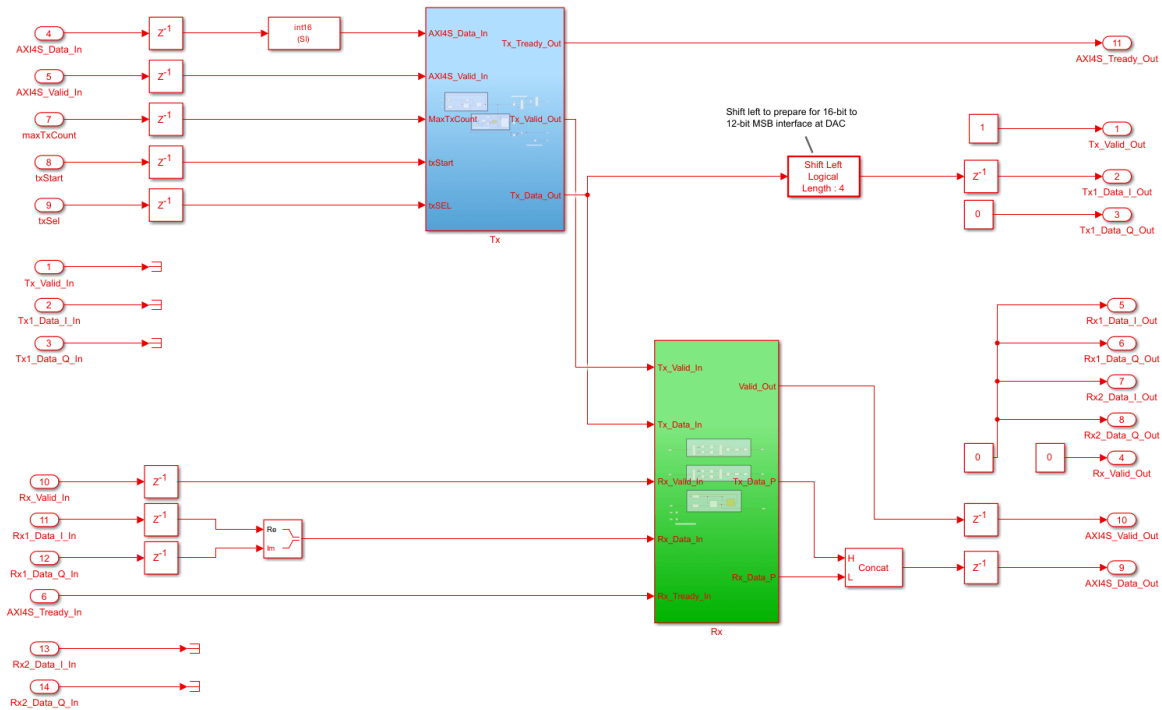 4
AXI4S_Data_In
Z-1
int16
(SI)
5
AXI4S_Valid_In
Z-1
7
maxTxCount
Z-1
8
txStart
Z-1
9
txSel
Z-1
AXI4S_Data_In
AXI4S_Valid_In
MaxTxCount
txStart
txSEL
Tx_Tready_Out
Tx_Valid_Out
Tx_Data_Out
Tx
11
AXI4S_Tready_Out
Shift left to prepare for 16-bit to
12-bit MSB interface at DAC
Shift Left
Logical
Length : 4
1
1
Tx_Valid_Out
Z-1
2
Tx1_Data_I_Out
0
3
Tx1_Data_Q_Out
1
Tx_Valid_In
2
Tx1_Data_I_In
3
Tx1_Data_Q_In
5
Rx1_Data_I_Out
6
Rx1_Data_Q_Out
7
Rx2_Data_I_Out
8
Rx2_Data_Q_Out
0
0
4
Rx_Valid_Out
Tx_Valid_In
Tx_Data_In
Rx_Valid_In
Rx_Data_In
Rx_Tready_In
Valid_Out
Tx_Data_P
Rx_Data_P
Rx
10
Rx_Valid_In
Z-1
11
Rx1_Data_I_In
Z-1
12
Rx1_Data_Q_In
Z-1
Re
Im
6
AXI4S_Tready_In
H
L
Concat
Z-1
10
AXI4S_Valid_Out
Z-1
9
AXI4S_Data_Out
13
Rx2_Data_I_In
14
Rx2_Data_Q_In